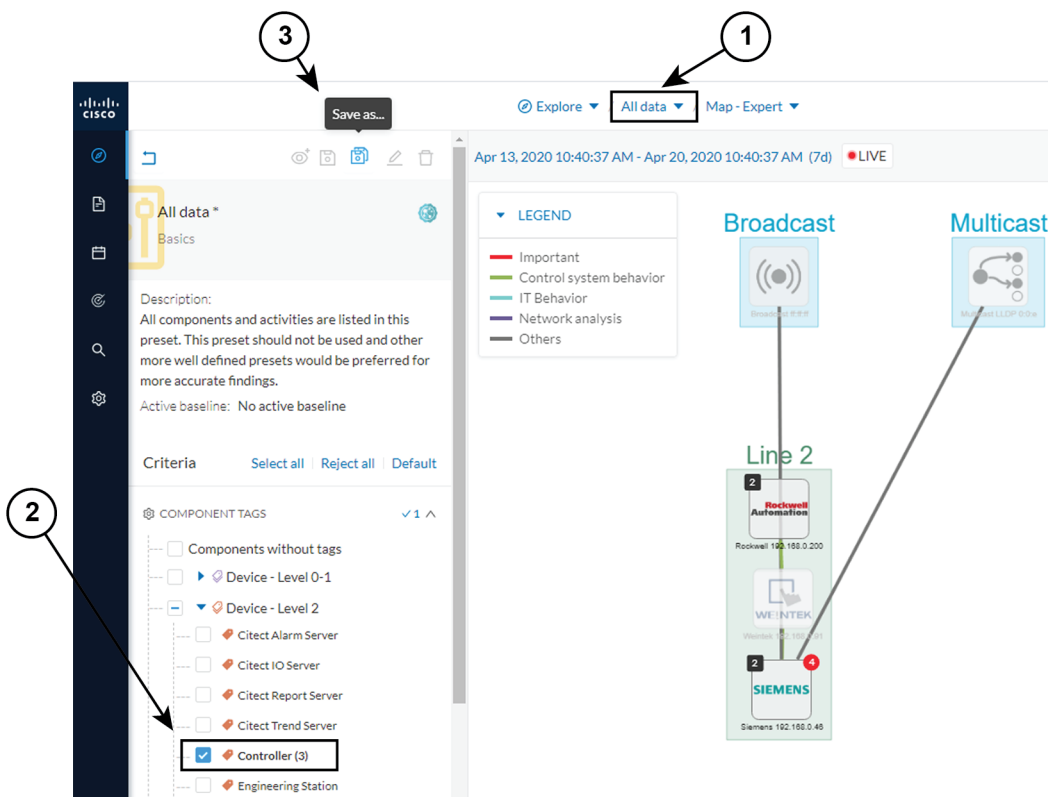 3
1
CISCO
Save as...
Explore
All data
Map - Expert
Apr 13, 2020 10:40:37 AM - Apr 20, 2020 10:40:37 AM (7d)
LIVE
All data *
Basics
Description:
All components and activities are listed in this
preset. This preset should not be used and other
more well defined presets would be preferred for
more accurate findings.
Active baseline: No active baseline
Criteria
Select all
Reject all
Default
2
COMPONENT TAGS
1
Components without tags
Device - Level 0-1
Device - Level 2
Citect Alarm Server
Citect IO Server
Citect Report Server
Citect Trend Server
Controller (3)
Engineering Station
LEGEND
Important
Control system behavior
IT Behavior
Network analysis
Others
Broadcast
Multicast
Multicast LLDP 0:0:e
Line 2
2
Rockwell
Automation
Rockwell 192.168.0.200
WEINTEK
2
4
SIEMENS
Siemens 192.168.0.46